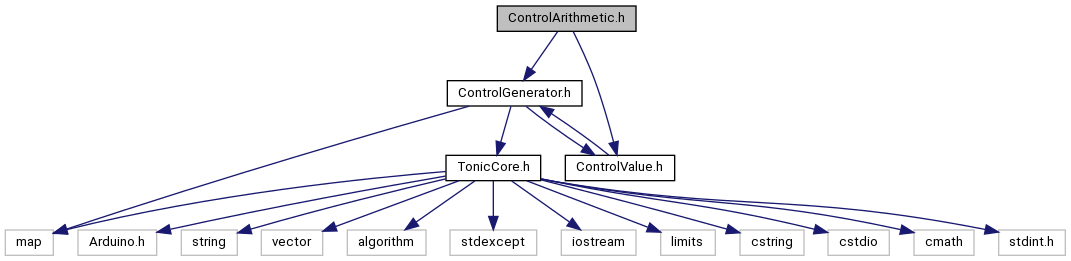 ControlArithmetic.h
ControlGenerator.h
TonicCore.h
ControlValue.h
map
Arduino.h
string
vector
algorithm
stdexcept
iostream
limits
cstring
cstdio
cmath
stdint.h